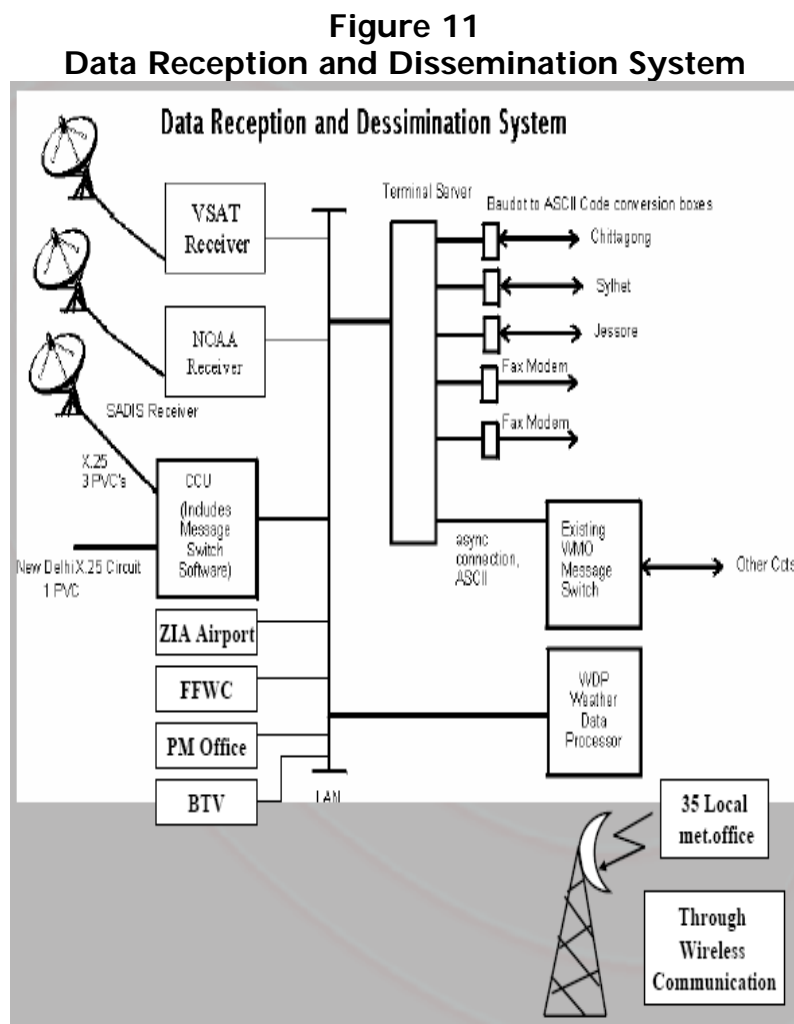 Figure 11
Data Reception and Dissemination System
Data Reception and Dessimination System
VSAT
Receiver
NOAA
Receiver
SADIS Receiver
X.25
3 PVC's
CCU
(Includes
Message
Switch
Software)
New Delhi X.25 Circuit
1 PVC
ZIA Airport
FFWC
PM Office
BTV
LAN
Terminal Server
Baudot to ASCII Code conversion boxes
Chittagong
Sylhet
Jessore
Fax Modem
Fax Modem
async
connection,
ASCII
Existing
WMO
Message
Switch
Other Ccts
WDP
Weather
Data
Processor
35 Local
met.office
Through
Wireless
Communication